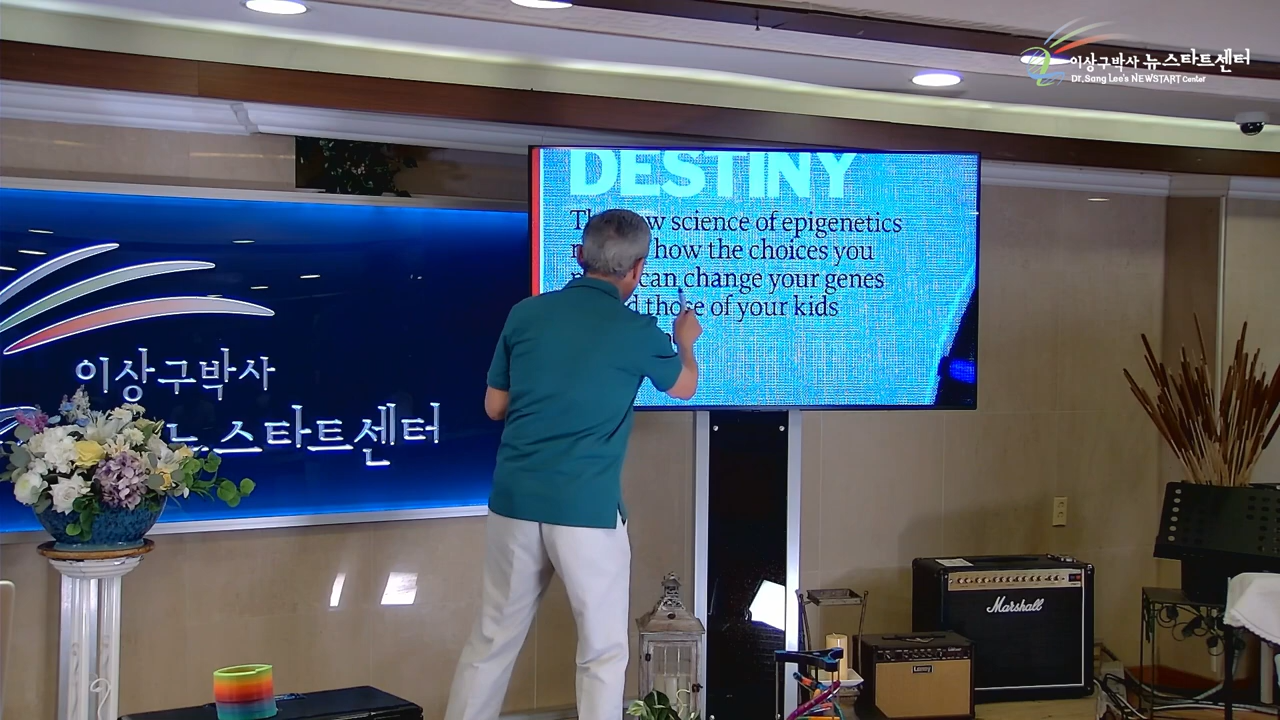 이상구박사 뉴스타트센터
Dr. Sang Lee's NEWSTART Center
DESTINY
science of epigenetics
how the choices you
can change your genes
those of your kids
이상구박사
뉴스타트센터
Marshall
Laney